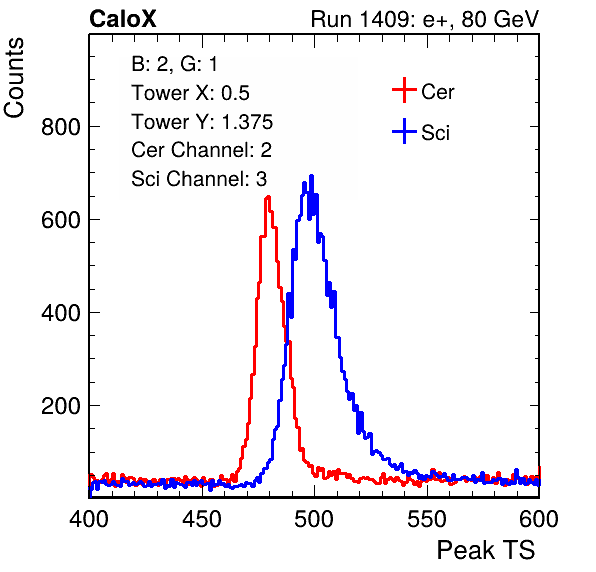 CaloX Run 1409: e+, 80 GeV
Counts
B: 2, G: 1
Tower X: 0.5
Tower Y: 1.375
Cer Channel: 2
Sci Channel: 3
Cer
Sci
800
600
400
200
400 450 500 550 600
Peak TS